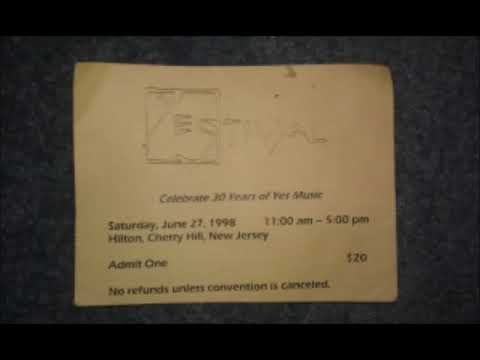 YESTIVAL
Celebrate 30 Years of Yes Music
Saturday, June 27, 1998 11:00 am – 5:00 pm
Hilton, Cherry Hill, New Jersey
Admit One $20
No refunds unless convention is canceled.